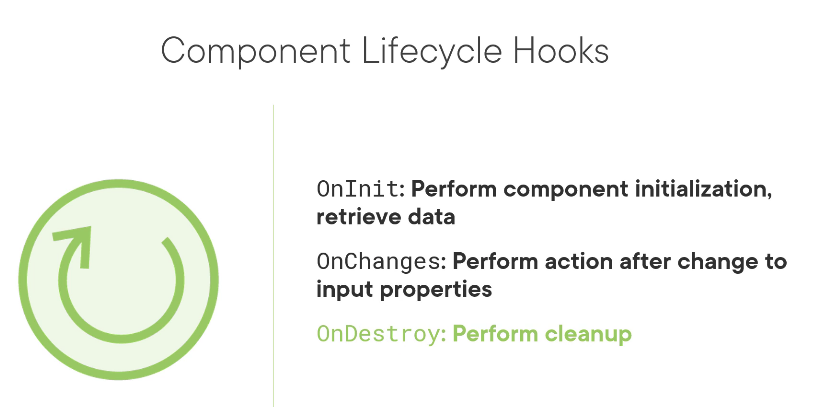 Component Lifecycle Hooks
OnInit: Perform component initialization,
retrieve data
OnChanges: Perform action after change to
input properties
OnDestroy: Perform cleanup